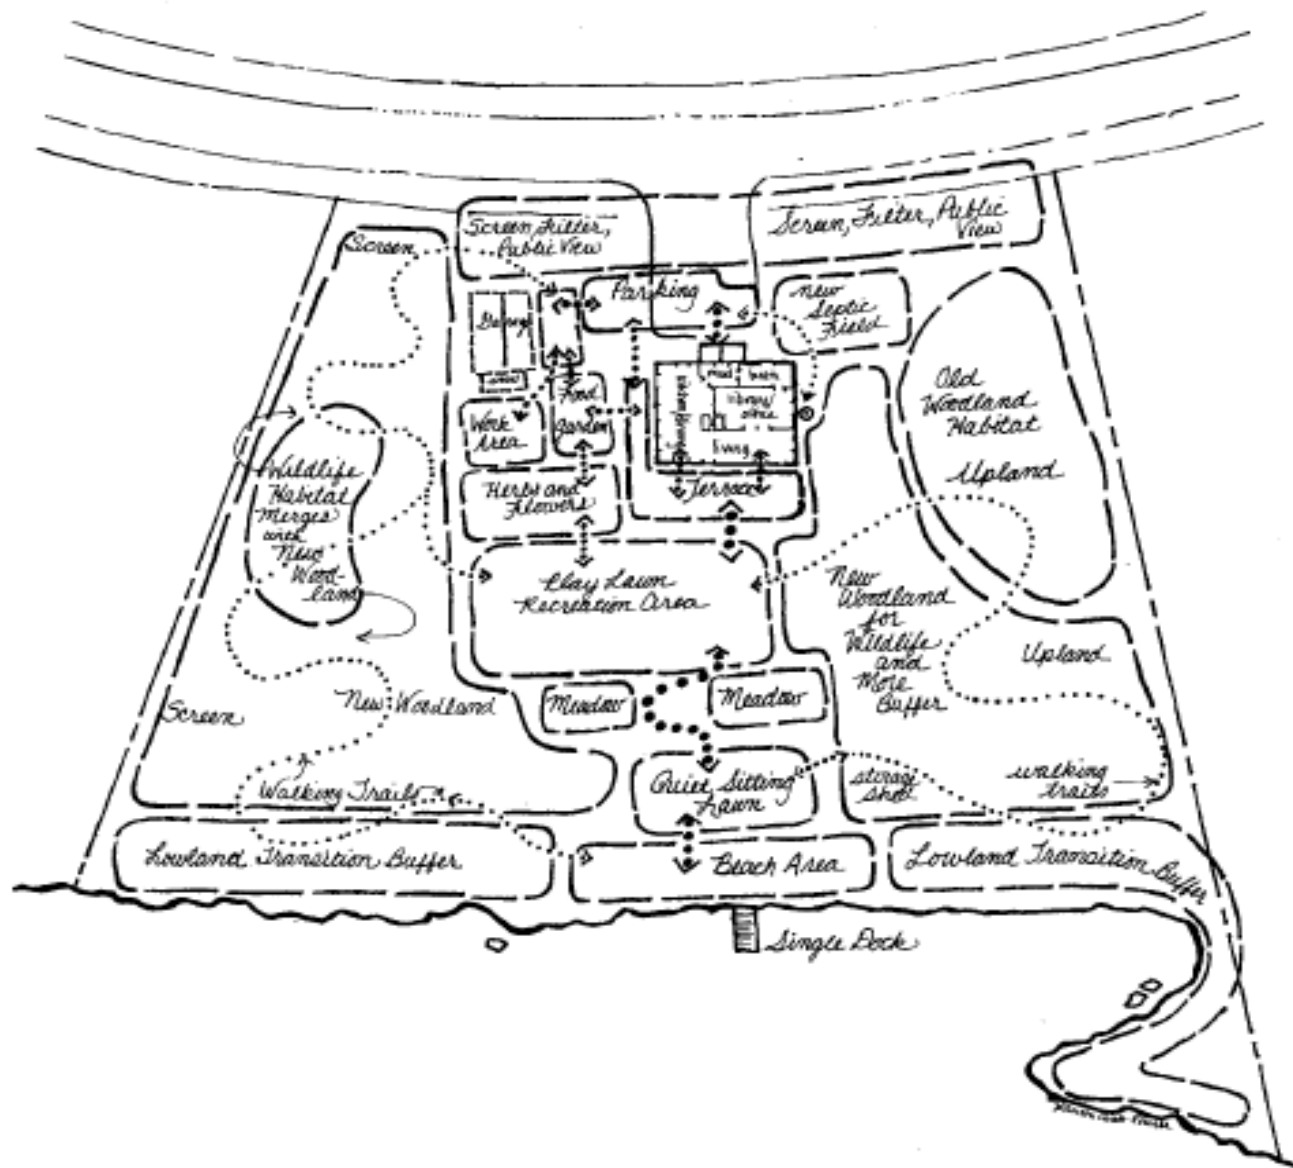 Screen, Filter,
Public View
Screen, Filter, Public
View
Screen
Parking
New
Septic
Field
Garage
mud
bath
library/
office
living
Food
Garden
Work
Area
Old
Woodland
Habitat
Upland
Wildlife
Habitat
Merges
New
Wood-
land
Herbs and
Flowers
Terrace
Play Lawn
Recreation Area
New
Woodland
for
Wildlife
and
More
Buffer
Upland
Screen
New Woodland
Meadow
Meadow
Walking Trails
Quiet Sitting
Lawn
storage
shed
walking
trails
Lowland Transition Buffer
Beach Area
Lowland Transition Buffer
Single Dock